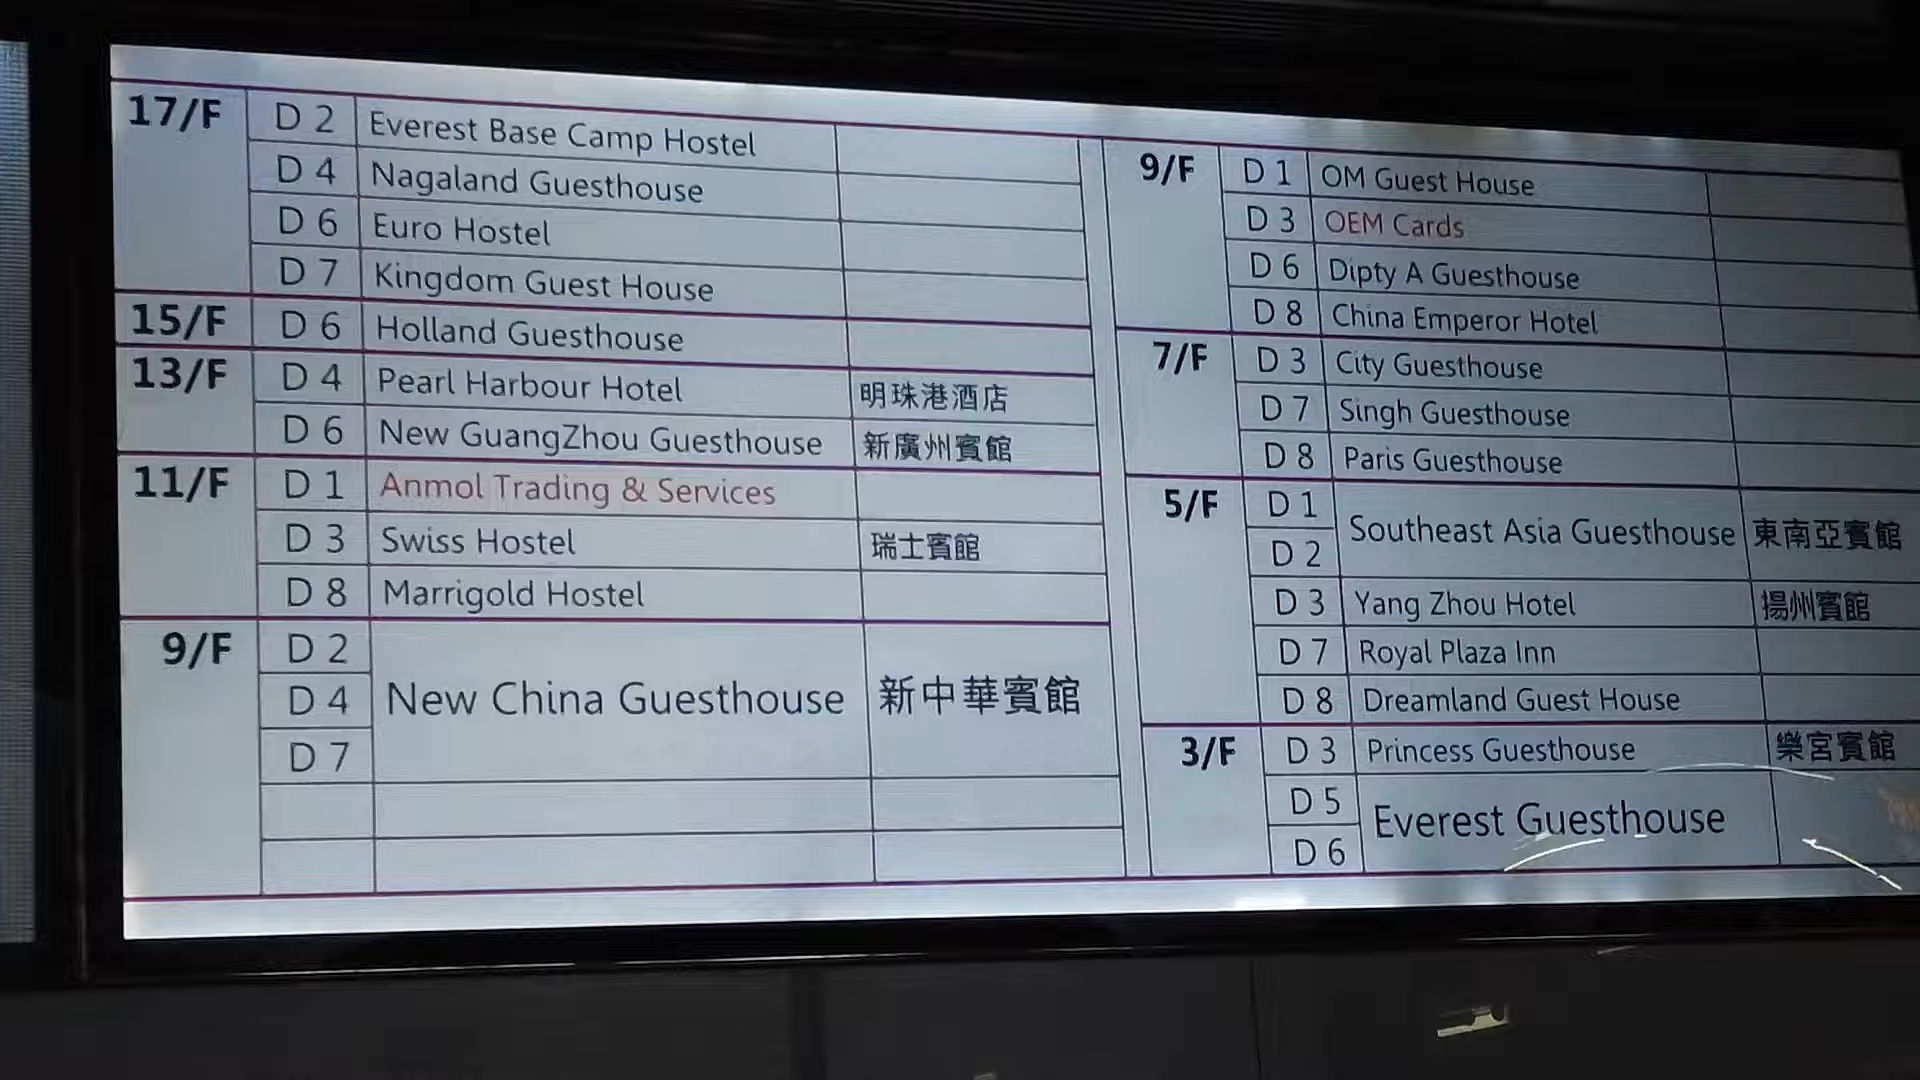 17/F D 2 Everest Base Camp Hostel
D 4 Nagaland Guesthouse
D 6 Euro Hostel
D 7 Kingdom Guest House
15/F D 6 Holland Guesthouse
13/F D 4 Pearl Harbour Hotel 明珠港酒店
D 6 New GuangZhou Guesthouse 新廣州賓館
11/F D 1 Anmol Trading & Services
D 3 Swiss Hostel 瑞士賓館
D 8 Marrigold Hostel
9/F D 2
D 4 New China Guesthouse 新中華賓館
D 7
9/F D 1 OM Guest House
D 3 OEM Cards
D 6 Dipty A Guesthouse
D 8 China Emperor Hotel
7/F D 3 City Guesthouse
D 7 Singh Guesthouse
D 8 Paris Guesthouse
5/F D 1
Southeast Asia Guesthouse 東南亞賓館
D 2
D 3 Yang Zhou Hotel 揚州賓館
D 7 Royal Plaza Inn
D 8 Dreamland Guest House
3/F D 3 Princess Guesthouse 樂宮賓館
D 5
Everest Guesthouse
D 6